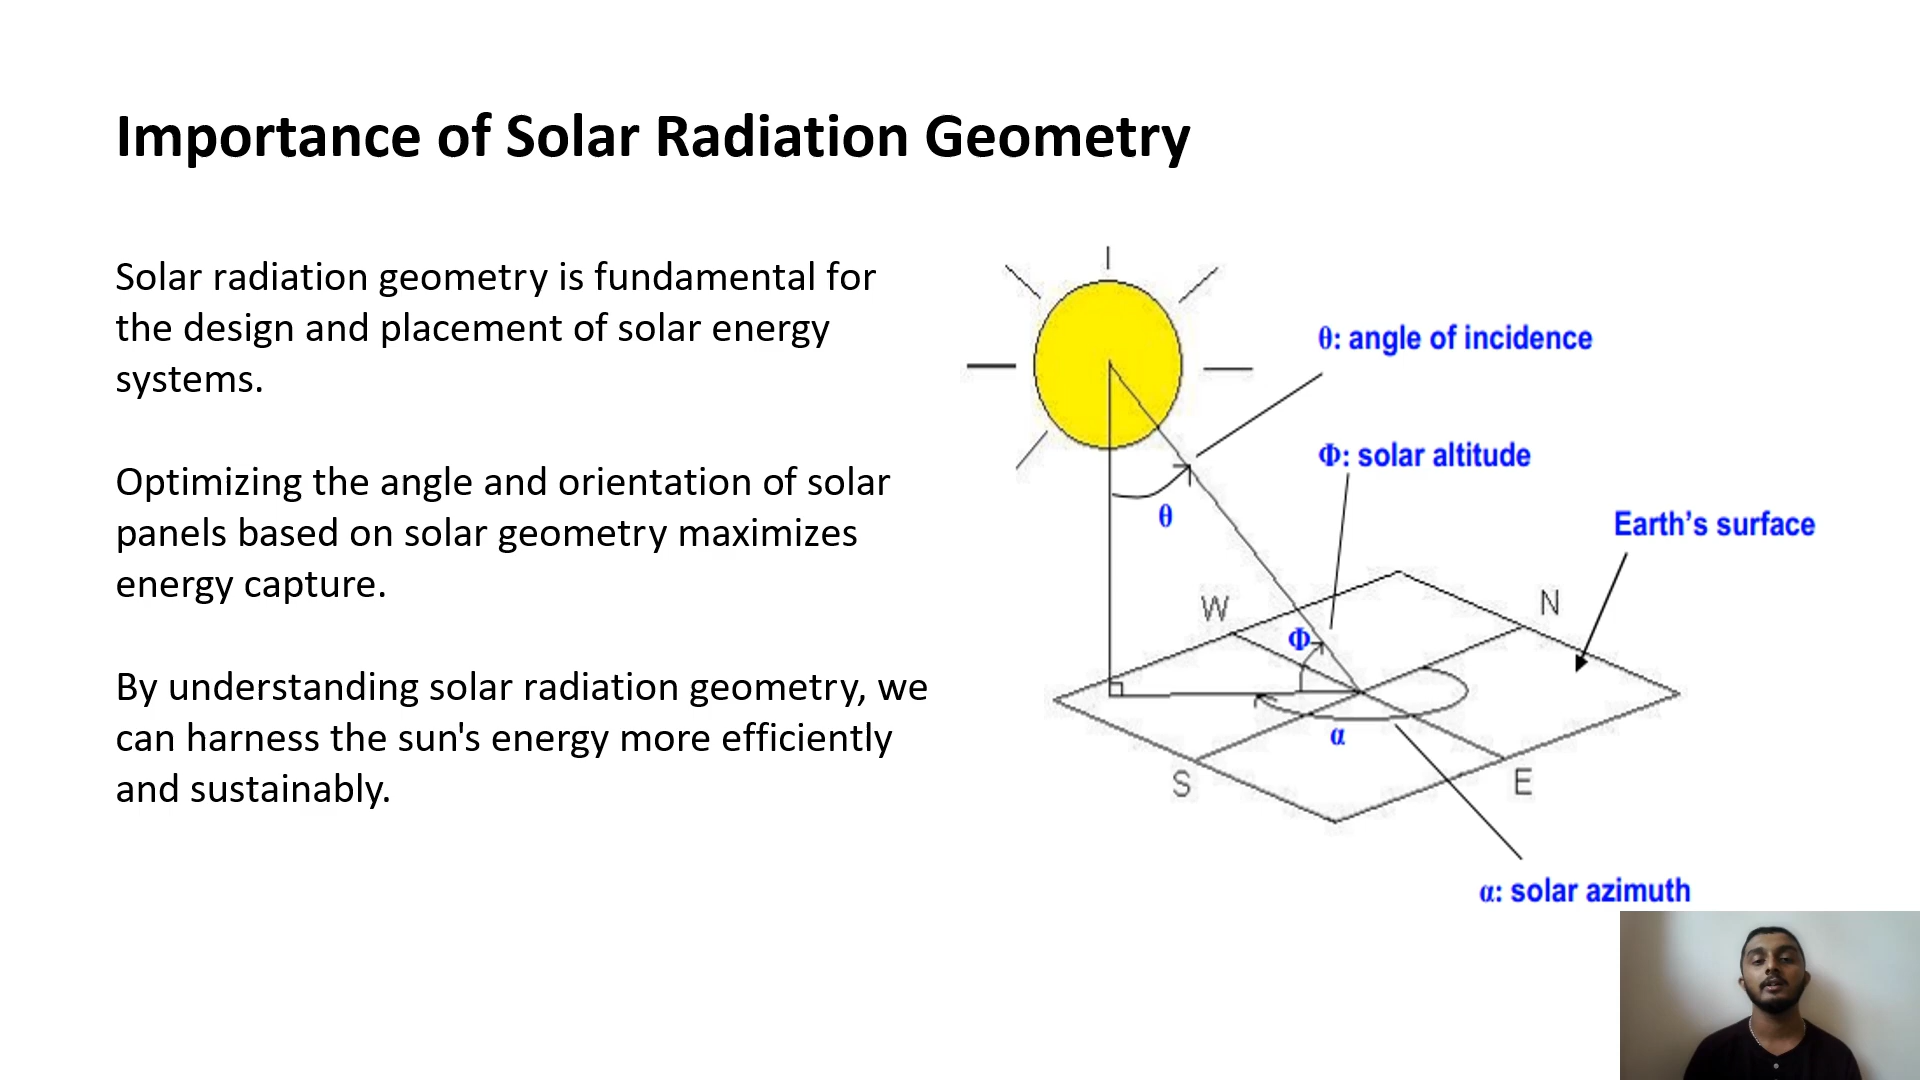 Importance of Solar Radiation Geometry
Solar radiation geometry is fundamental for
the design and placement of solar energy
systems.
Optimizing the angle and orientation of solar
panels based on solar geometry maximizes
energy capture.
By understanding solar radiation geometry, we
can harness the sun's energy more efficiently
and sustainably.
θ: angle of incidence
Φ: solar altitude
Earth’s surface
θ
W
N
Φ
α
S
E
α: solar azimuth